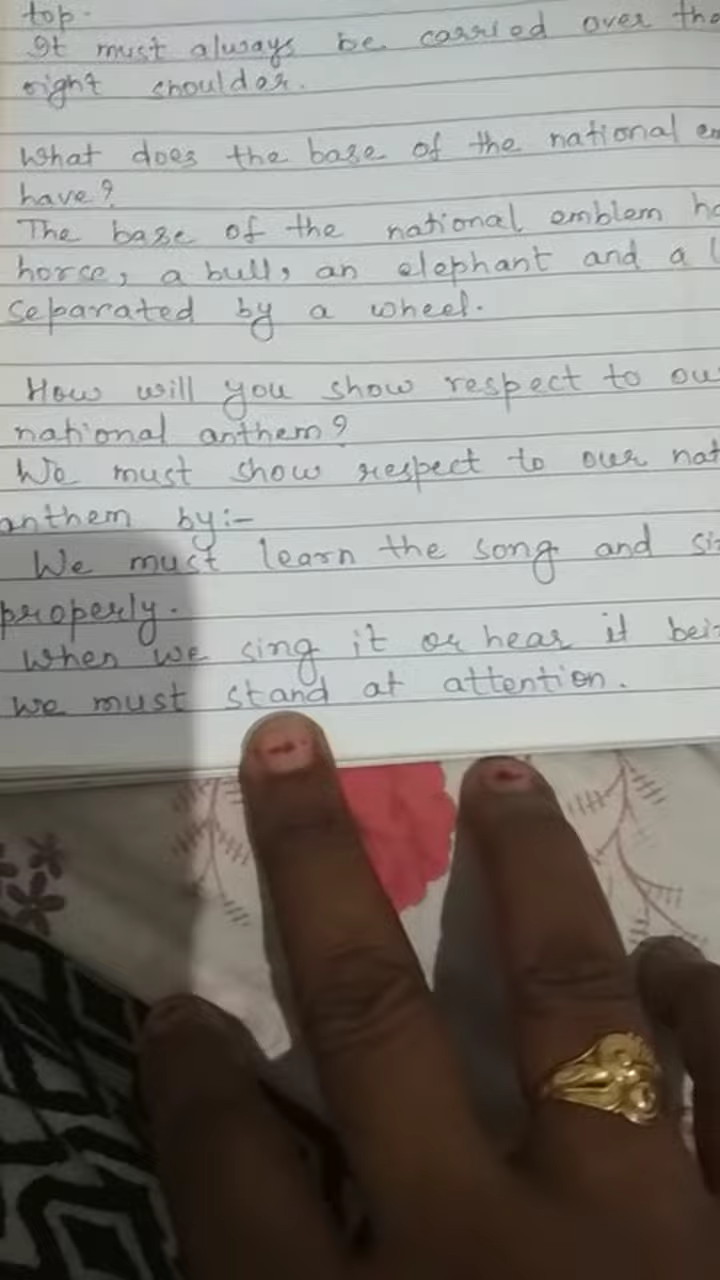 top.
It must always be carried over the
right shoulder.
What does the base of the national
have?
The base of the national emblem
horse, a bull, an elephant and a
separated by a wheel.
How will you show respect to
national anthem?
We must show respect to our
anthem by:-
We must learn the song and
properly.
When we sing it or hear it
we must stand at attention.